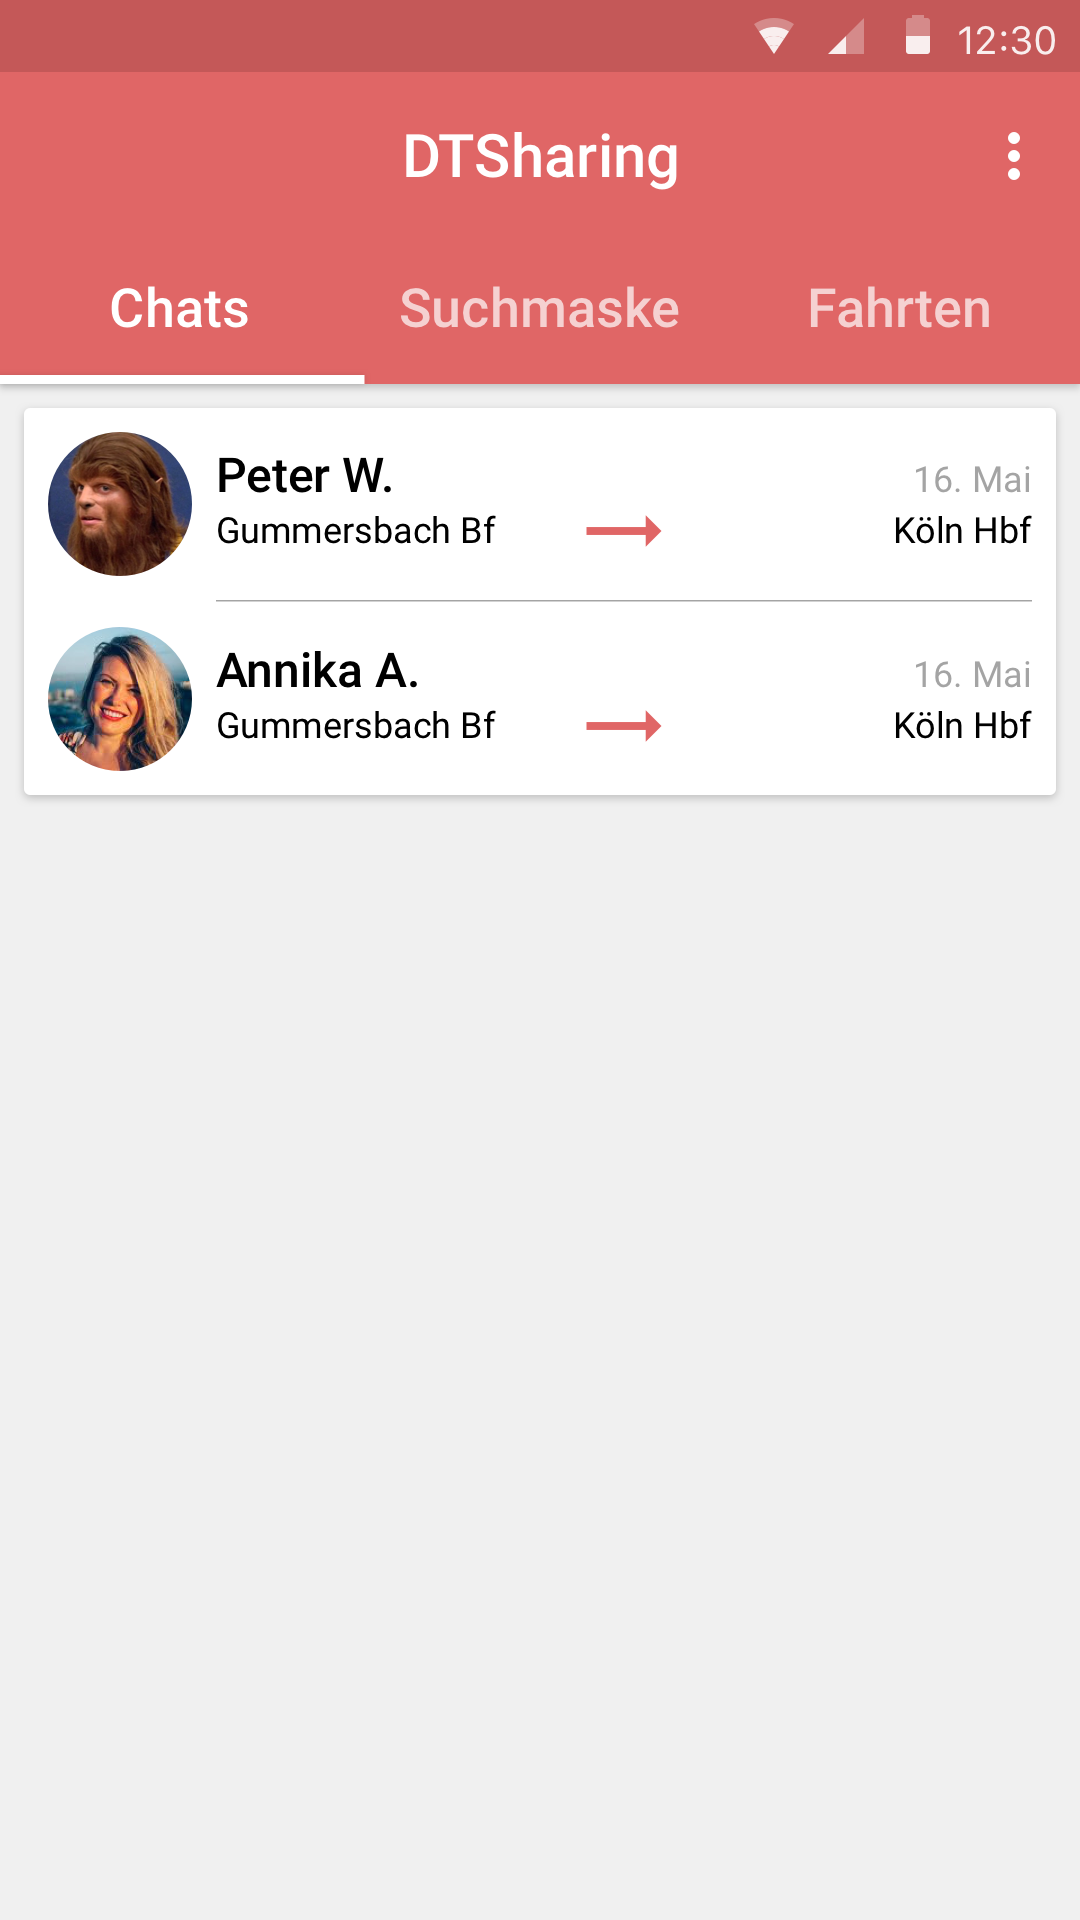 12:30
DTSharing
Chats Suchmaske Fahrten
Peter W. 16. Mai
Gummersbach Bf Köln Hbf
Annika A. 16. Mai
Gummersbach Bf Köln Hbf